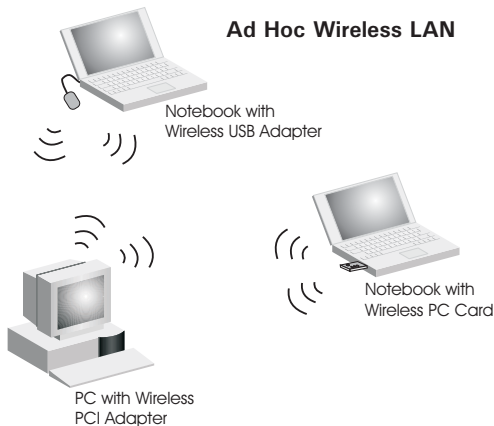 Ad Hoc Wireless LAN
Notebook with
Wireless USB Adapter
Notebook with
Wireless PC Card
PC with Wireless
PCI Adapter